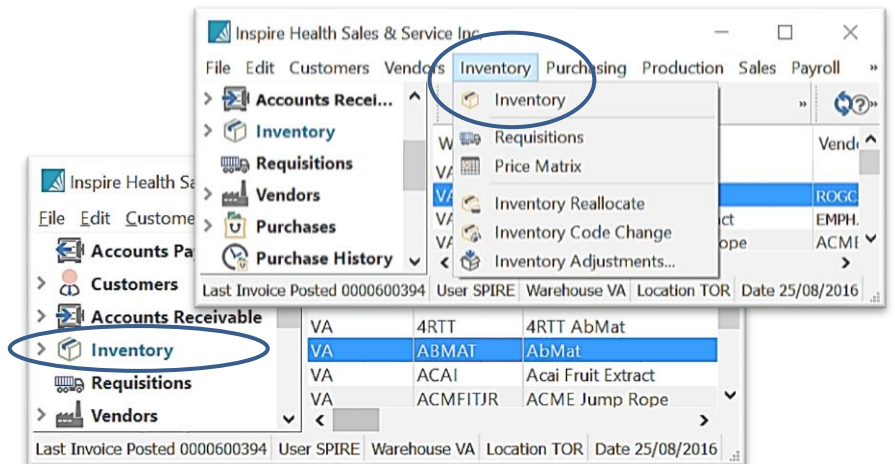 Inspire Health Sales & Service Inc.
File Edit Customers Vendors Inventory Purchasing Production Sales Payroll »
Accounts Recei...
Inventory
Requisitions
Vendors
Purchases
Purchase History
Inventory
Requisitions
Price Matrix
Inventory Reallocate
Inventory Code Change
Inventory Adjustments...
W
VA
VA
VA
VA
»
»
ct
ope
ROGC
EMPH.
ACME
Last Invoice Posted 0000600394 User SPIRE Warehouse VA Location TOR Date 25/08/2016
Inspire Health Sa
File Edit Custome
Accounts Pa
Customers
Accounts Receivable
Inventory
Requisitions
Vendors
VA 4RTT 4RTT AbMat
VA ABMAT AbMat
VA ACAI Acai Fruit Extract
VA ACMFITJR ACME Jump Rope
Last Invoice Posted 0000600394 User SPIRE Warehouse VA Location TOR Date 25/08/2016